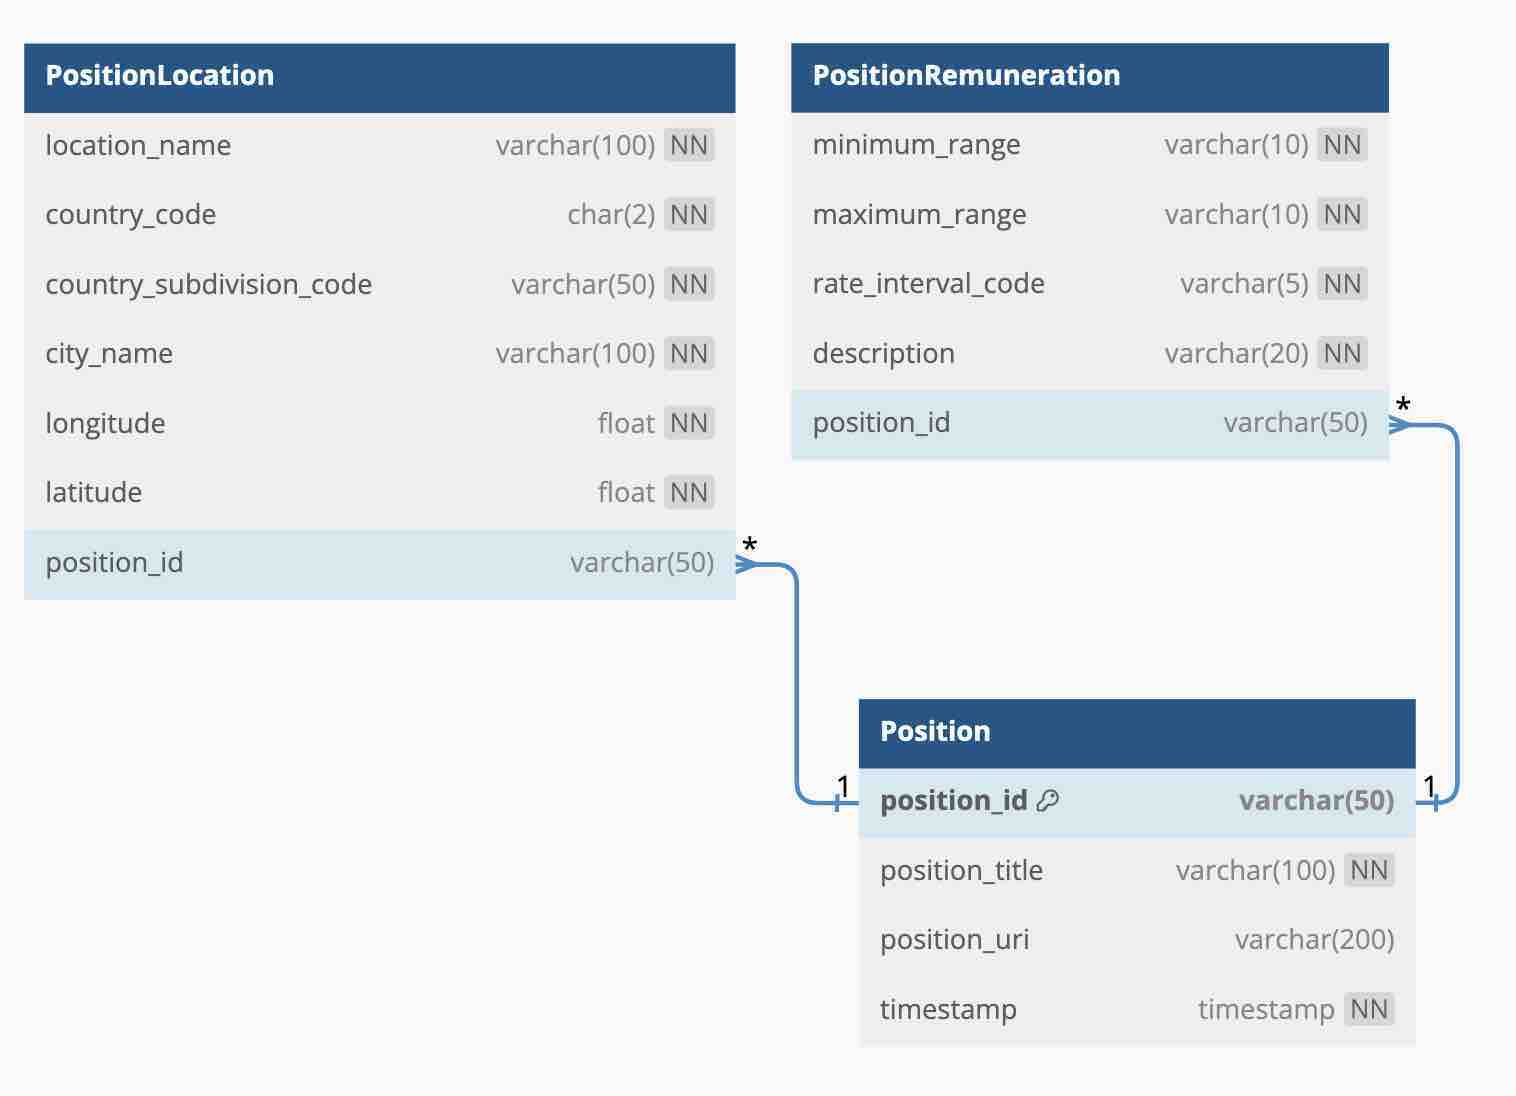 PositionLocation
location_name varchar(100) NN
country_code char(2) NN
country_subdivision_code varchar(50) NN
city_name varchar(100) NN
longitude float NN
latitude float NN
position_id varchar(50)
*
PositionRemuneration
minimum_range varchar(10) NN
maximum_range varchar(10) NN
rate_interval_code varchar(5) NN
description varchar(20) NN
position_id varchar(50)
*
Position
1 position_id varchar(50) 1
position_title varchar(100) NN
position_uri varchar(200)
timestamp timestamp NN